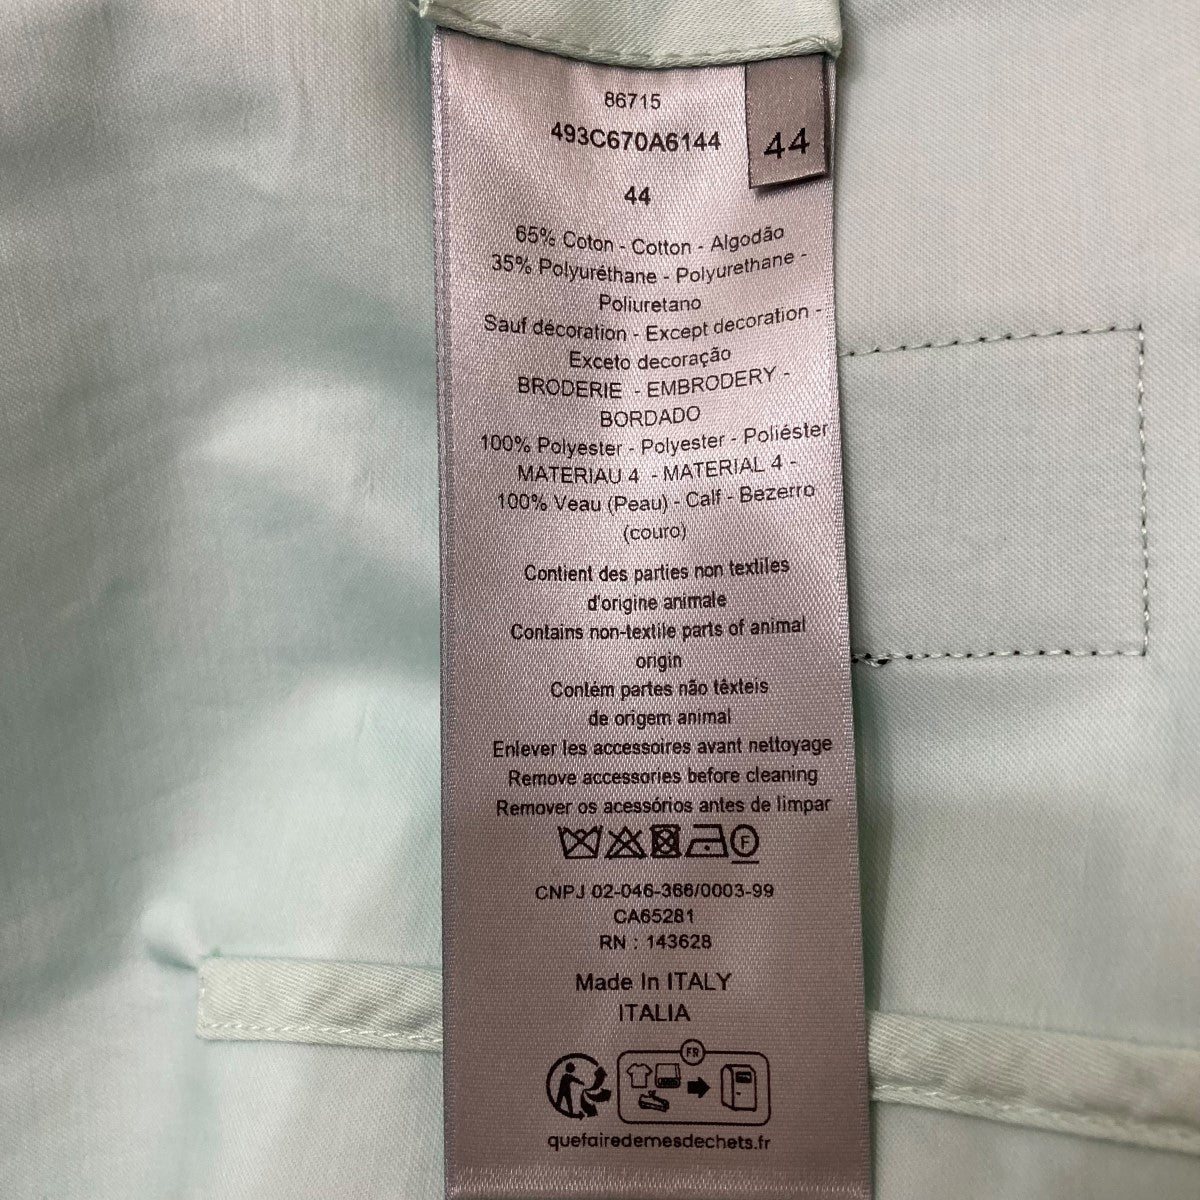 86715
493C670A6144
44
44
65% Coton - Cotton - Algodão
35% Polyuréthane - Polyurethane -
Poliuretano
Sauf décoration - Except decoration -
Exceto decoração
BRODERIE - EMBRODERY -
BORDADO
100% Polyester - Polyester - Poliéster
MATERIAU 4 - MATERIAL 4 -
100% Veau (Peau) - Calf - Bezerro
(couro)
Contient des parties non textiles
d'origine animale
Contains non-textile parts of animal
origin
Contém partes não têxteis
de origem animal
Enlever les accessoires avant nettoyage
Remove accessories before cleaning
Remover os acessórios antes de limpar
F
CNPJ 02-046-366/0003-99
CA65281
RN : 143628
Made In ITALY
ITALIA
FR
quefairedemesdechets.fr